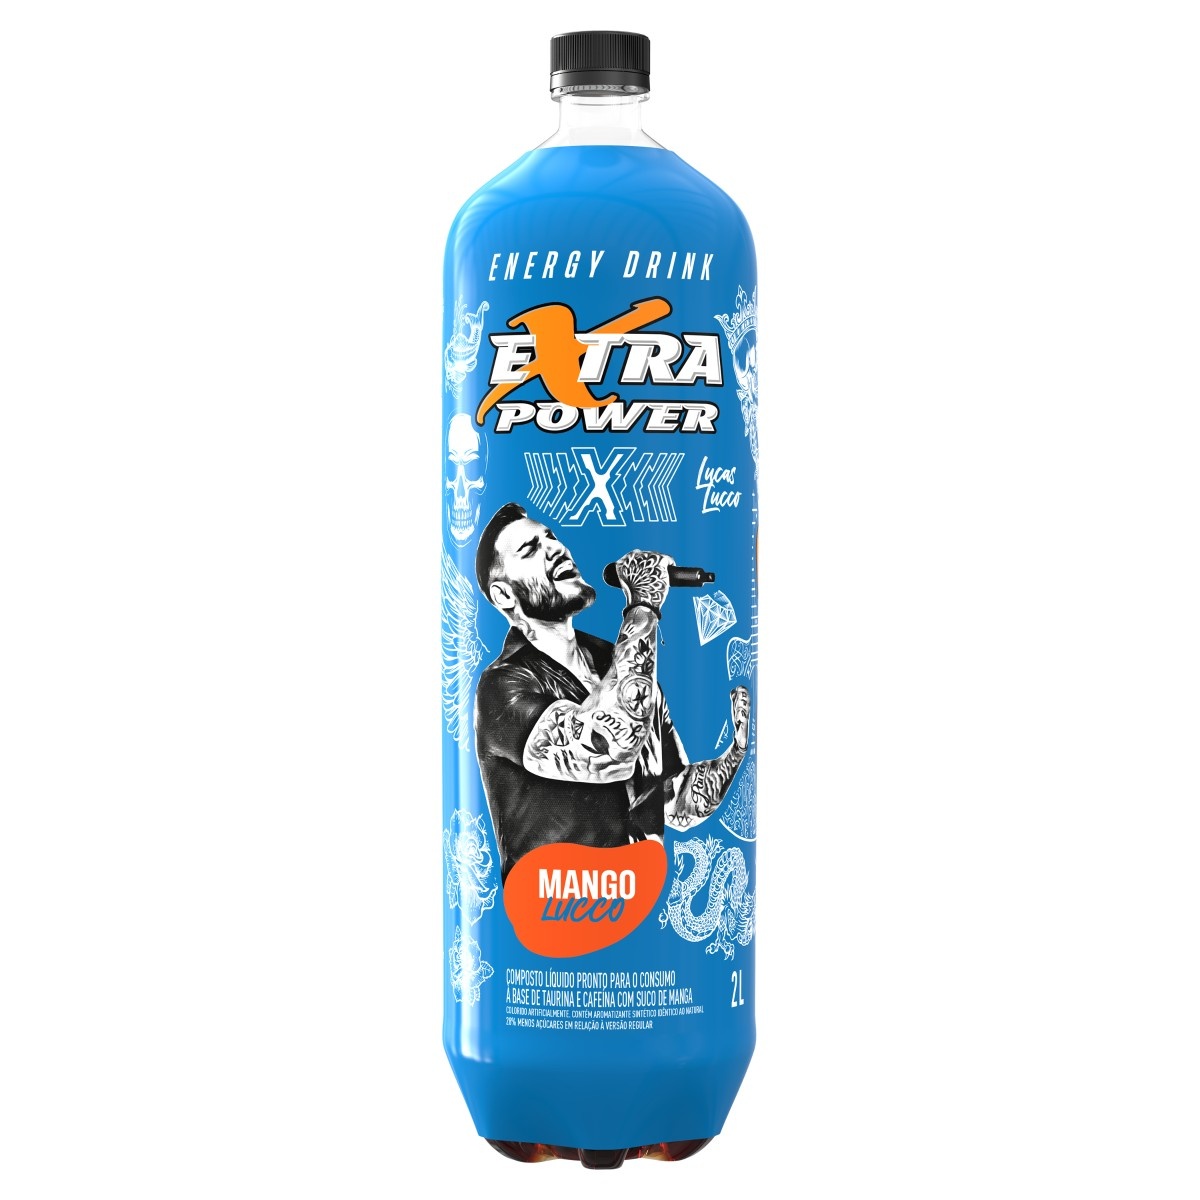 ENERGY DRINK
EXTRA
POWER
X
Lucas
Lucco
MANGO
Lucco
COMPOSTO LÍQUIDO PRONTO PARA O CONSUMO
À BASE DE TAURINA E CAFEÍNA COM SUCO DE MANGA
COLORIDO ARTIFICIALMENTE. CONTÉM AROMATIZANTE SINTÉTICO IDÊNTICO AO NATURAL
28% MENOS AÇÚCARES EM RELAÇÃO À VERSÃO REGULAR
2L